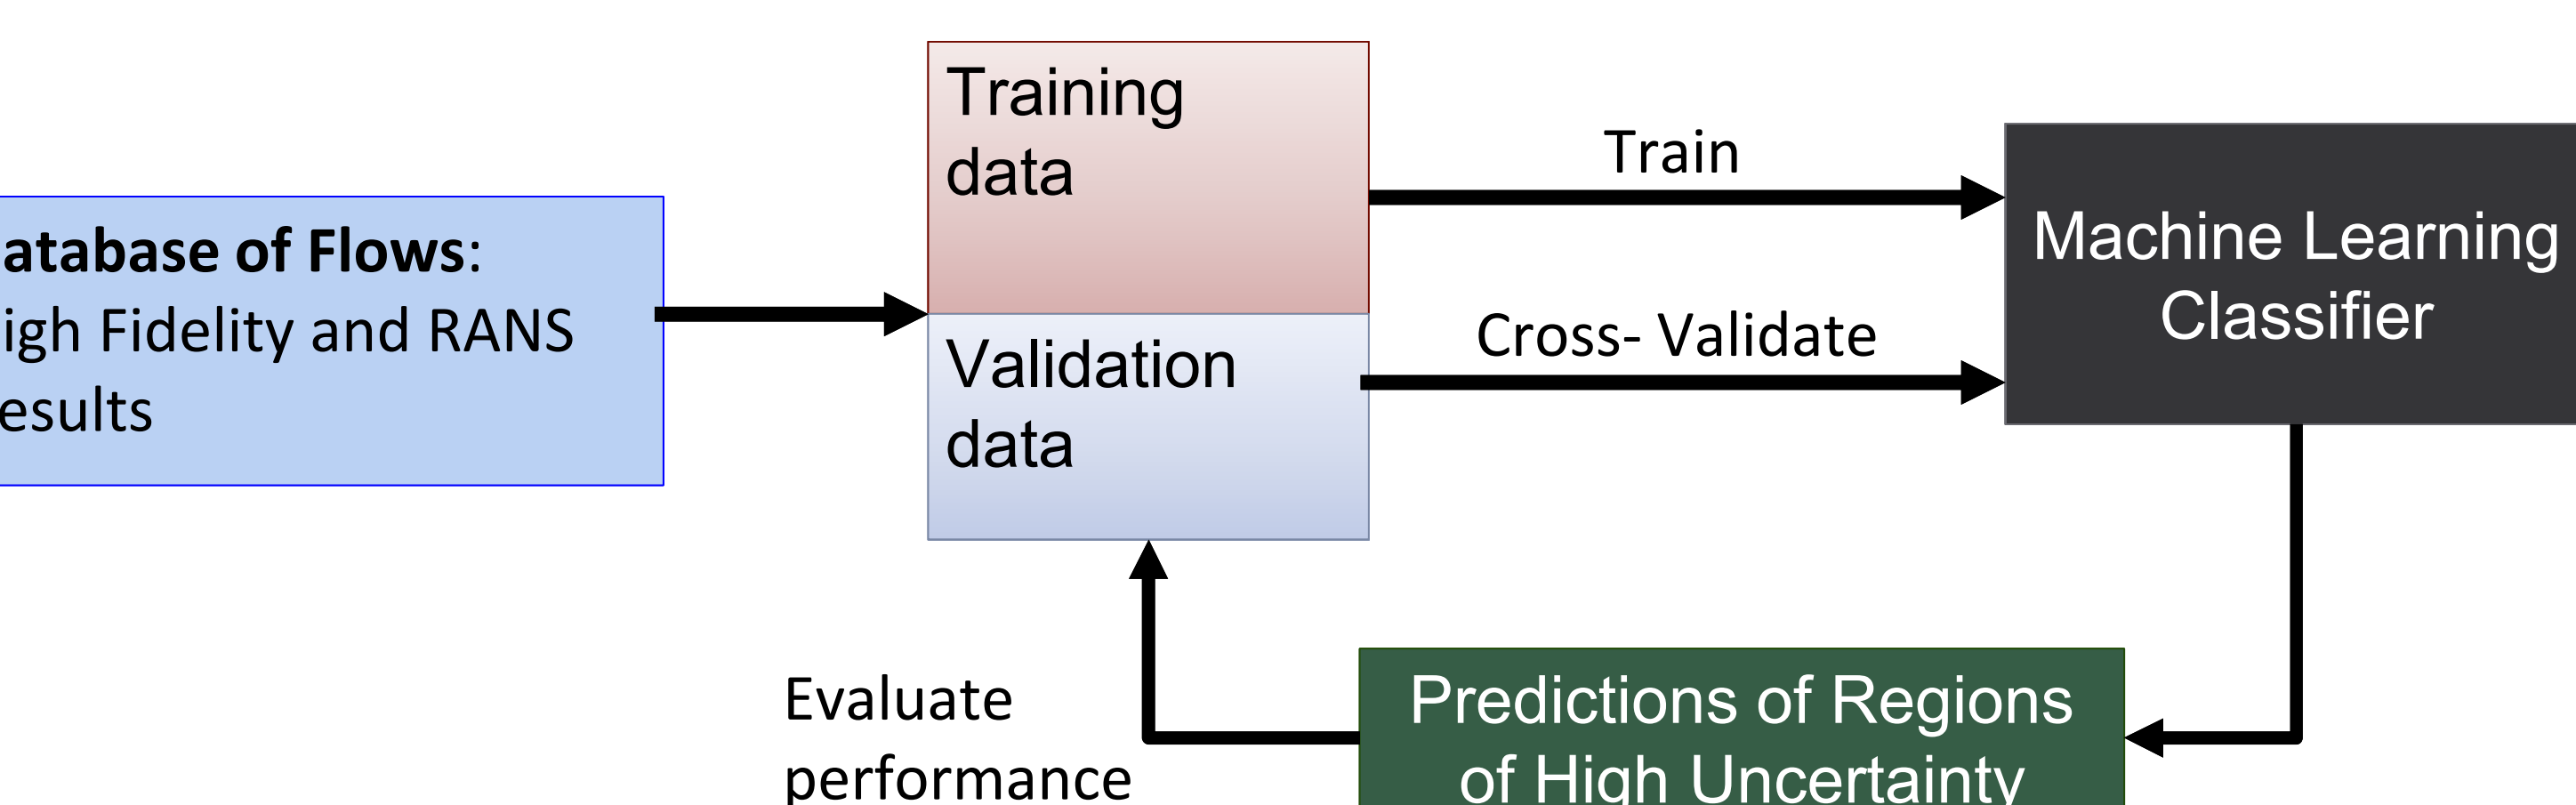 atabase of Flows:
igh Fidelity and RANS
esults
Training
data
Validation
data
Train
Cross- Validate
Machine Learning
Classifier
Evaluate
performance
Predictions of Regions
of High Uncertainty